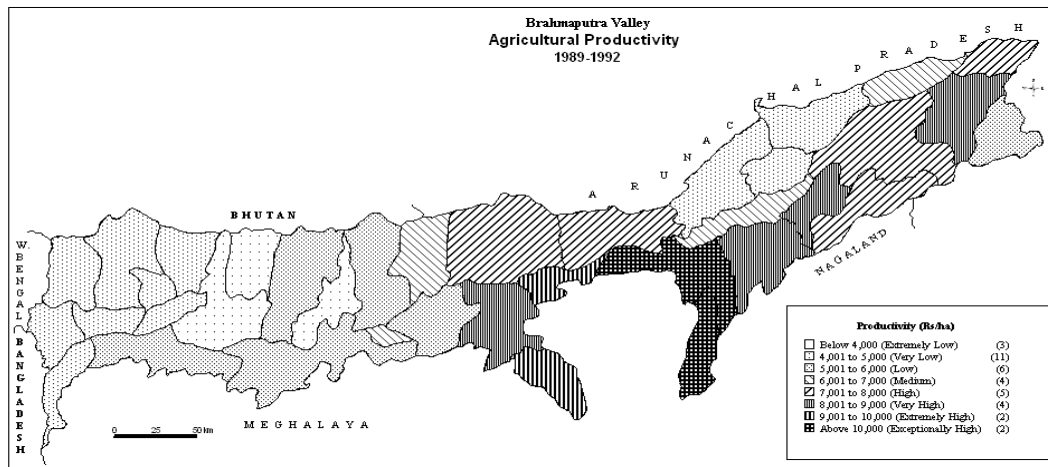 Brahmaputra Valley
Agricultural Productivity
1989-1992
ARUNACHAL PRADESH
BHUTAN
W. BENGAL
BANGLADESH
NAGALAND
MEGHALAYA
0 50 km
Productivity (Rs/ha)
Below 4,000 (Extremely Low) (3)
4,001 to 5,000 (Very Low) (11)
5,001 to 6,000 (Low) (6)
6,001 to 7,000 (Medium) (4)
7,001 to 8,000 (High) (5)
8,001 to 9,000 (Very High) (4)
9,001 to 10,000 (Extremely High) (2)
Above 10,000 (Exceptionally High) (2)